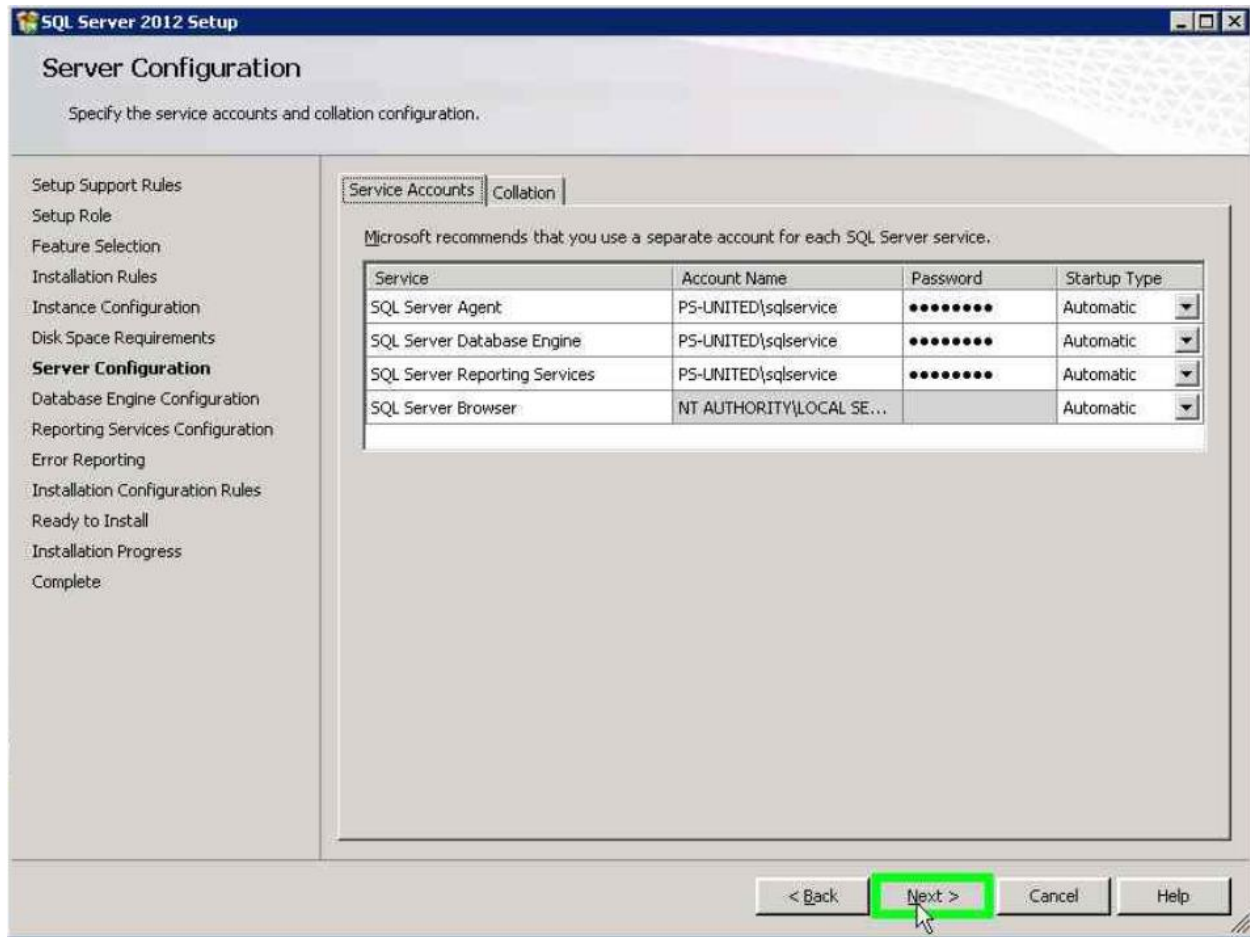 SQL Server 2012 Setup
Server Configuration
Specify the service accounts and collation configuration.
Setup Support Rules
Setup Role
Feature Selection
Installation Rules
Instance Configuration
Disk Space Requirements
Server Configuration
Database Engine Configuration
Reporting Services Configuration
Error Reporting
Installation Configuration Rules
Ready to Install
Installation Progress
Complete
Service Accounts Collation
Microsoft recommends that you use a separate account for each SQL Server service.
Service Account Name Password Startup Type
SQL Server Agent PS-UNITED\sqlservice ●●●●●●●● Automatic
SQL Server Database Engine PS-UNITED\sqlservice ●●●●●●●● Automatic
SQL Server Reporting Services PS-UNITED\sqlservice ●●●●●●●● Automatic
SQL Server Browser NT AUTHORITY\LOCAL SE... Automatic
< Back Next > Cancel Help